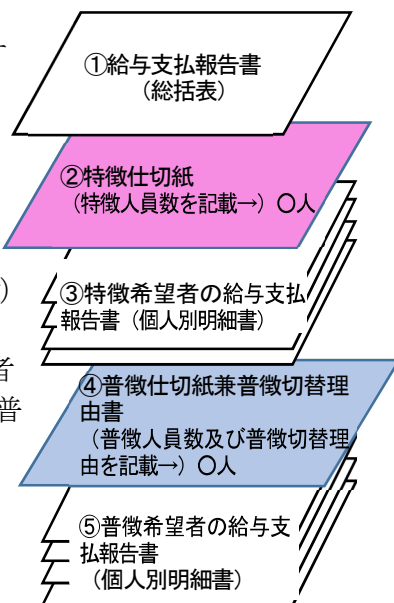 ①給与支払報告書
(総括表)
②特徴仕切紙
(特徴人員数を記載→)〇人
)
③特徴希望者の給与支払
報告書(個人別明細書)
者
④普徴仕切紙兼普徴切替理
普
由書
(普徴人員数及び普徴切替理
由を記載→)〇人
⑤普徴希望者の給与支
払報告書
(個人別明細書)